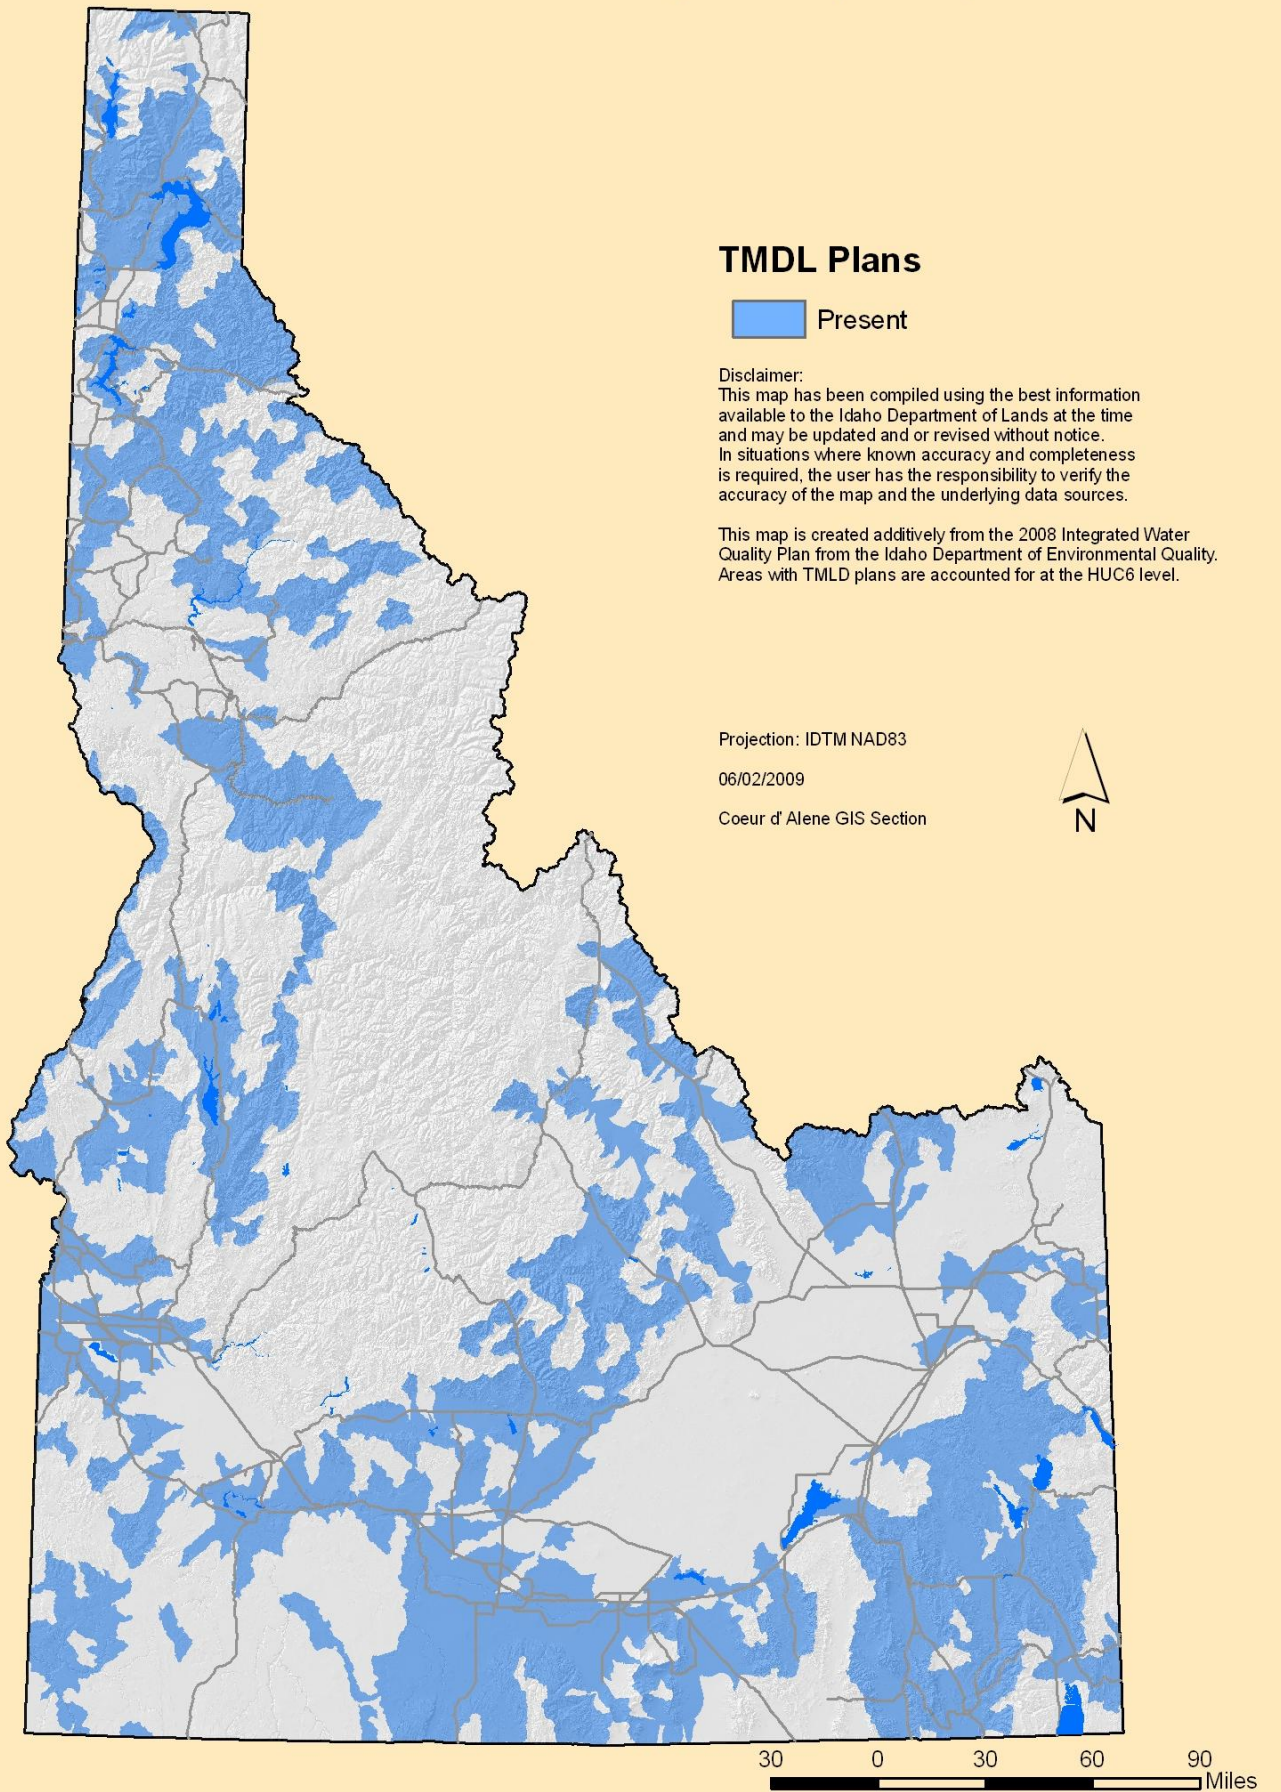 TMDL Plans
Present
Disclaimer:
This map has been compiled using the best information
available to the Idaho Department of Lands at the time
and may be updated and or revised without notice.
In situations where known accuracy and completeness
is required, the user has the responsibility to verify the
accuracy of the map and the underlying data sources.
This map is created additively from the 2008 Integrated Water
Quality Plan from the Idaho Department of Environmental Quality.
Areas with TMLD plans are accounted for at the HUC6 level.
Projection: IDTM NAD83
06/02/2009
Coeur d' Alene GIS Section
N
30 0 30 60 90
Miles